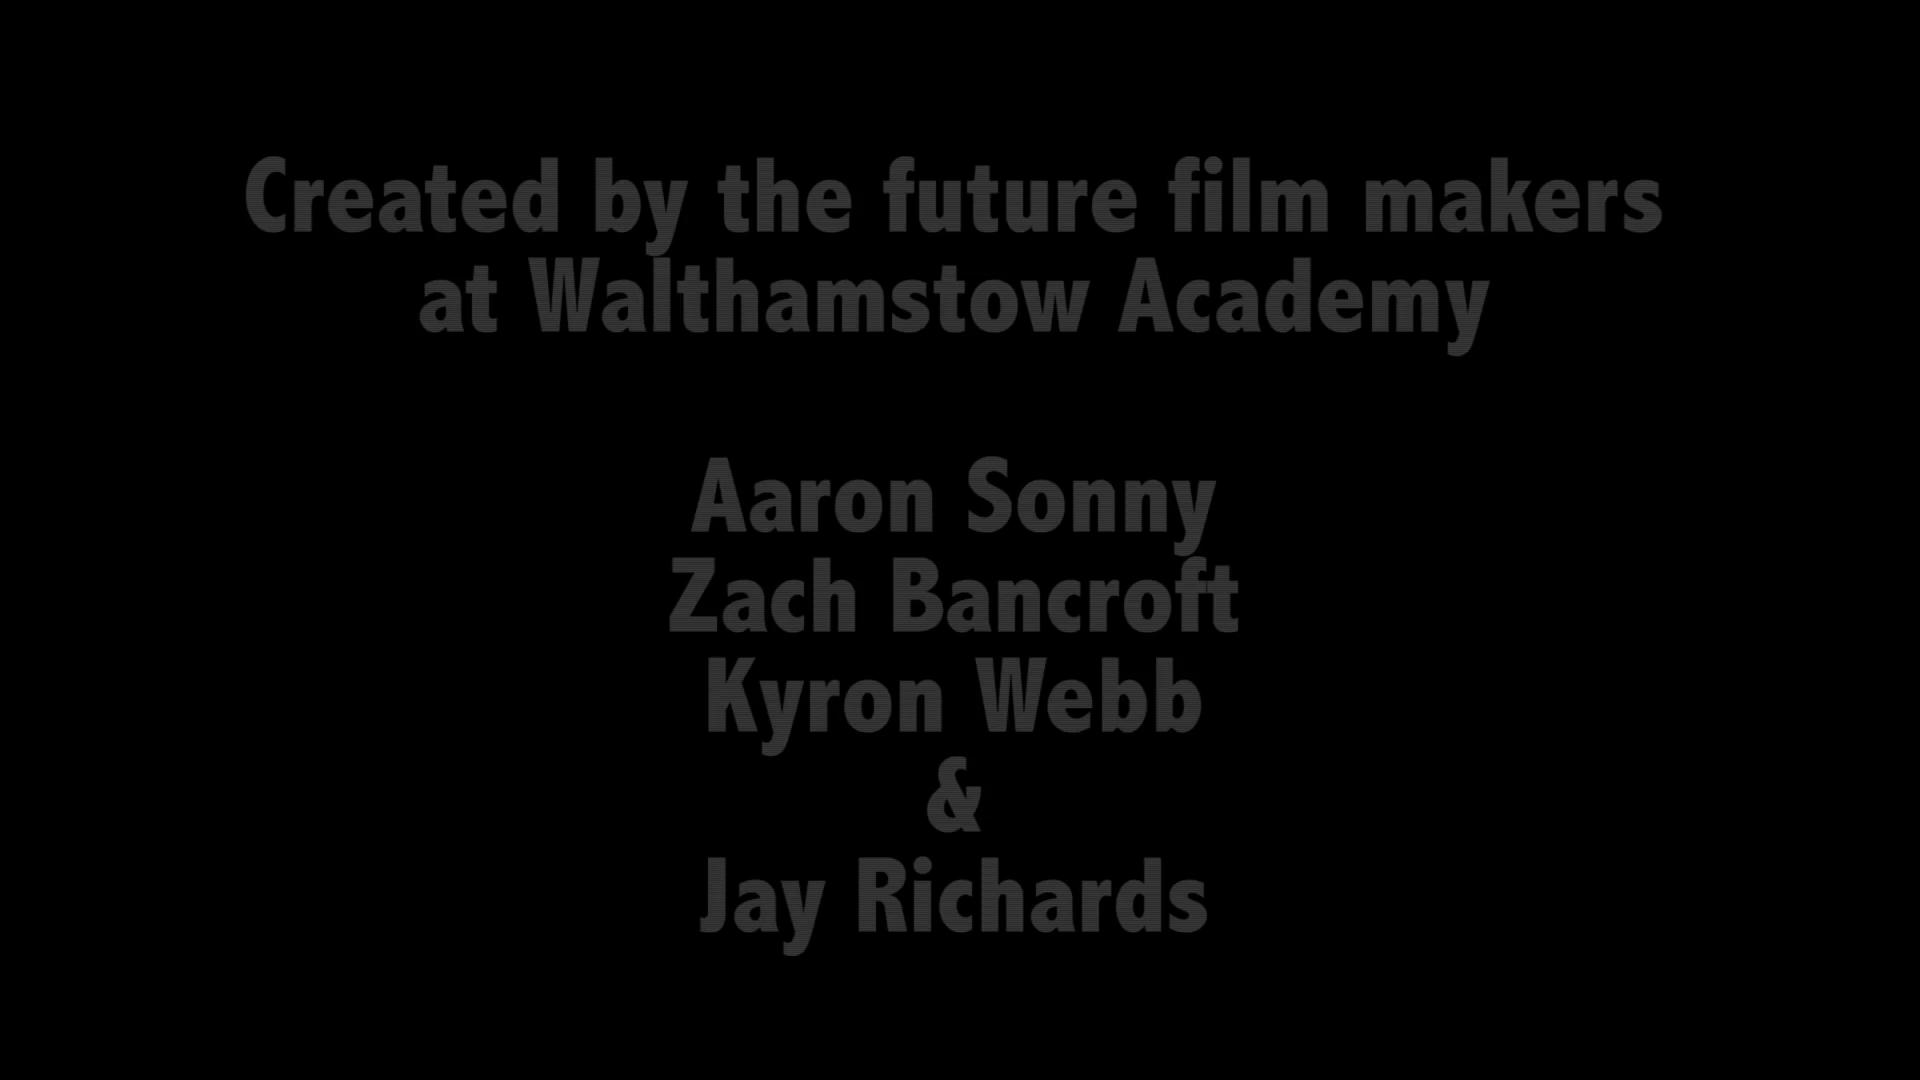 Created by the future film makers
at Walthamstow Academy
Aaron Sonny
Zach Bancroft
Kyron Webb
&
Jay Richards